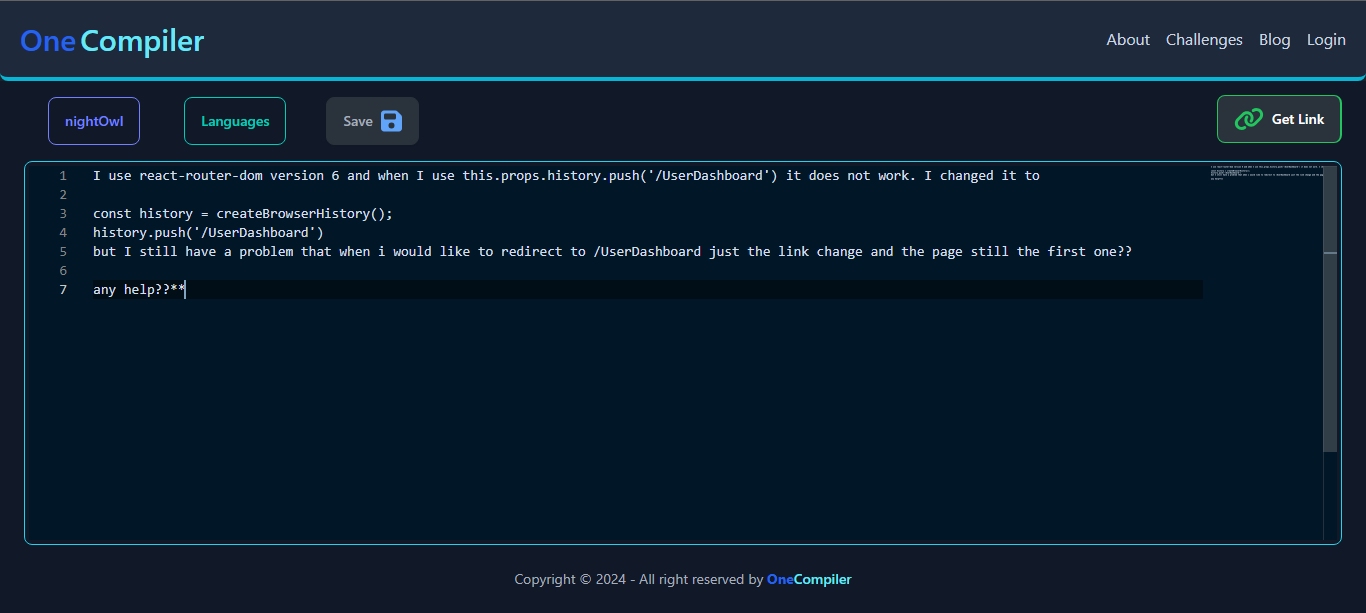 One Compiler
About Challenges Blog Login
nightOwl Languages Save Get Link
1 I use react-router-dom version 6 and when I use this.props.history.push('/UserDashboard') it does not work. I changed it to
2
3 const history = createBrowserHistory();
4 history.push('/UserDashboard')
5 but I still have a problem that when i would like to redirect to /UserDashboard just the link change and the page still the first one??
6
7 any help??**
Copyright © 2024 - All right reserved by OneCompiler